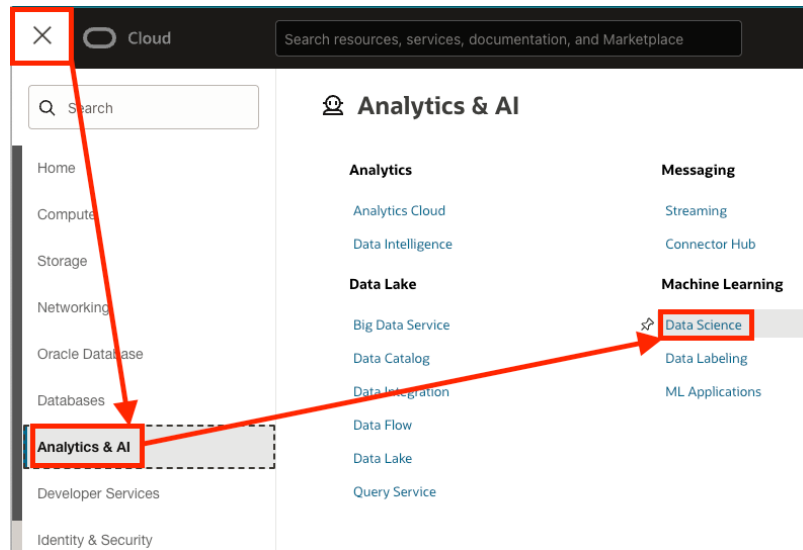 Cloud
Search resources, services, documentation, and Marketplace
Search
Home
Compute
Storage
Networking
Oracle Database
Databases
Analytics & AI
Developer Services
Identity & Security
Analytics & AI
Analytics
Analytics Cloud
Data Intelligence
Data Lake
Big Data Service
Data Catalog
Data Integration
Data Flow
Data Lake
Query Service
Messaging
Streaming
Connector Hub
Machine Learning
Data Science
Data Labeling
ML Applications